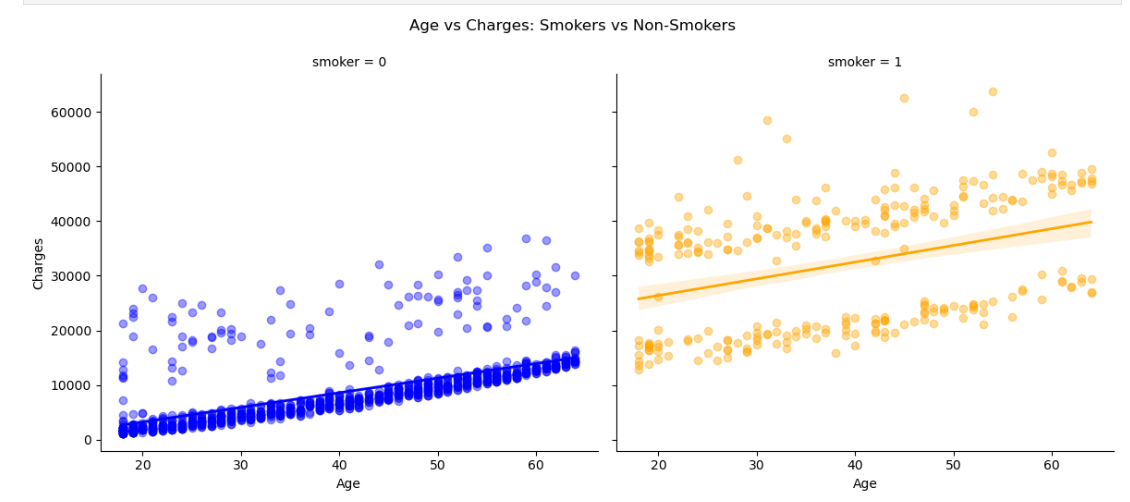 Age vs Charges: Smokers vs Non-Smokers
smoker = 0
smoker = 1
60000
50000
40000
30000
20000
10000
0
Charges
20 30 40 50 60
20 30 40 50 60
Age
Age